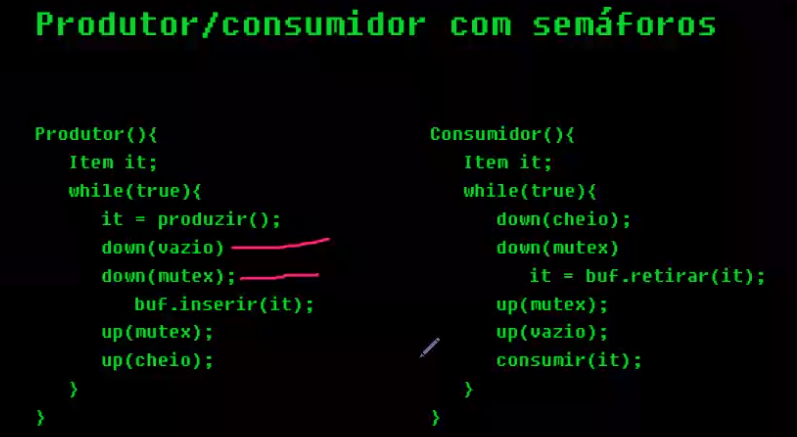 Produtor/consumidor com semáforos
Produtor(){
Item it;
while(true){
it = produzir();
down(vazio)
down(mutex);
buf.inserir(it);
up(mutex);
up(cheio);
}
}
Consumidor(){
Item it;
while(true){
down(cheio);
down(mutex)
it = buf.retirar(it);
up(mutex);
up(vazio);
consumir(it);
}
}